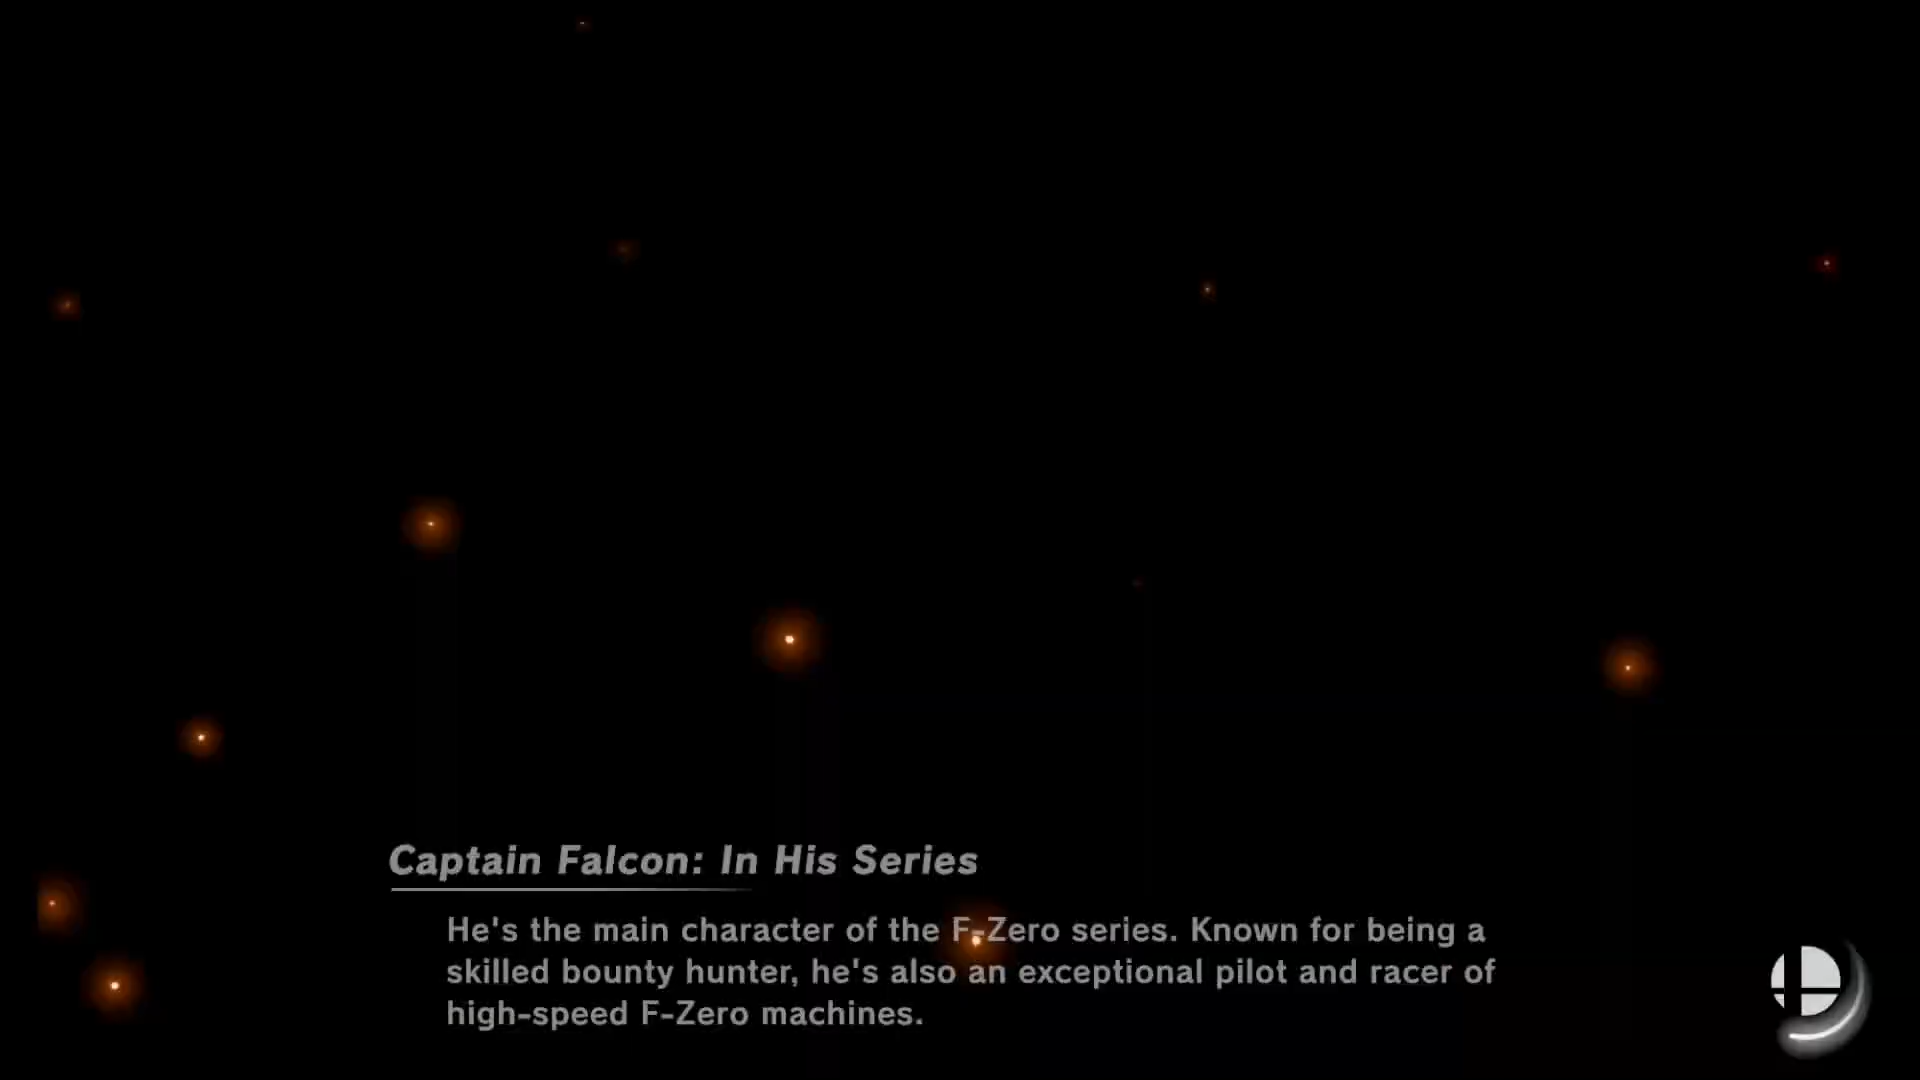 Captain Falcon: In His Series
He's the main character of the F-Zero series. Known for being a
skilled bounty hunter, he's also an exceptional pilot and racer of
high-speed F-Zero machines.